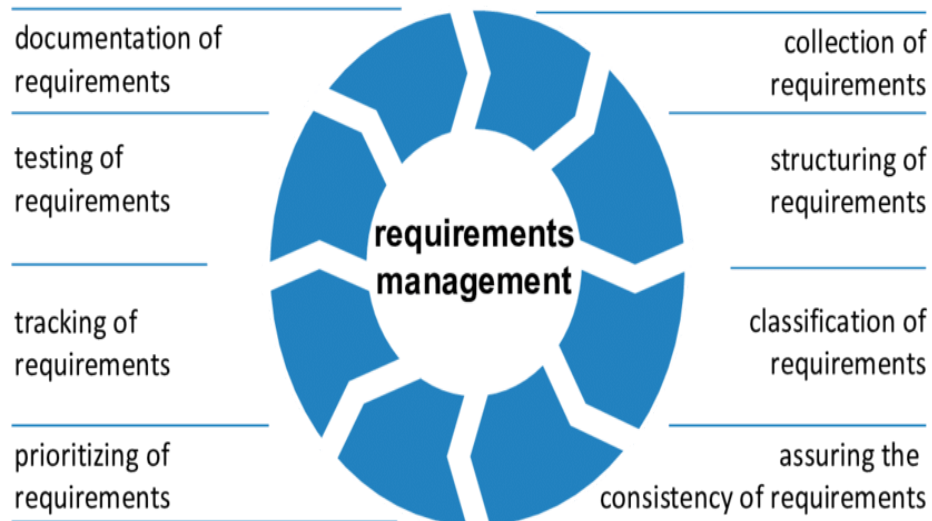 documentation of
requirements
testing of
requirements
tracking of
requirements
prioritizing of
requirements
requirements
management
collection of
requirements
structuring of
requirements
classification of
requirements
assuring the
consistency of requirements